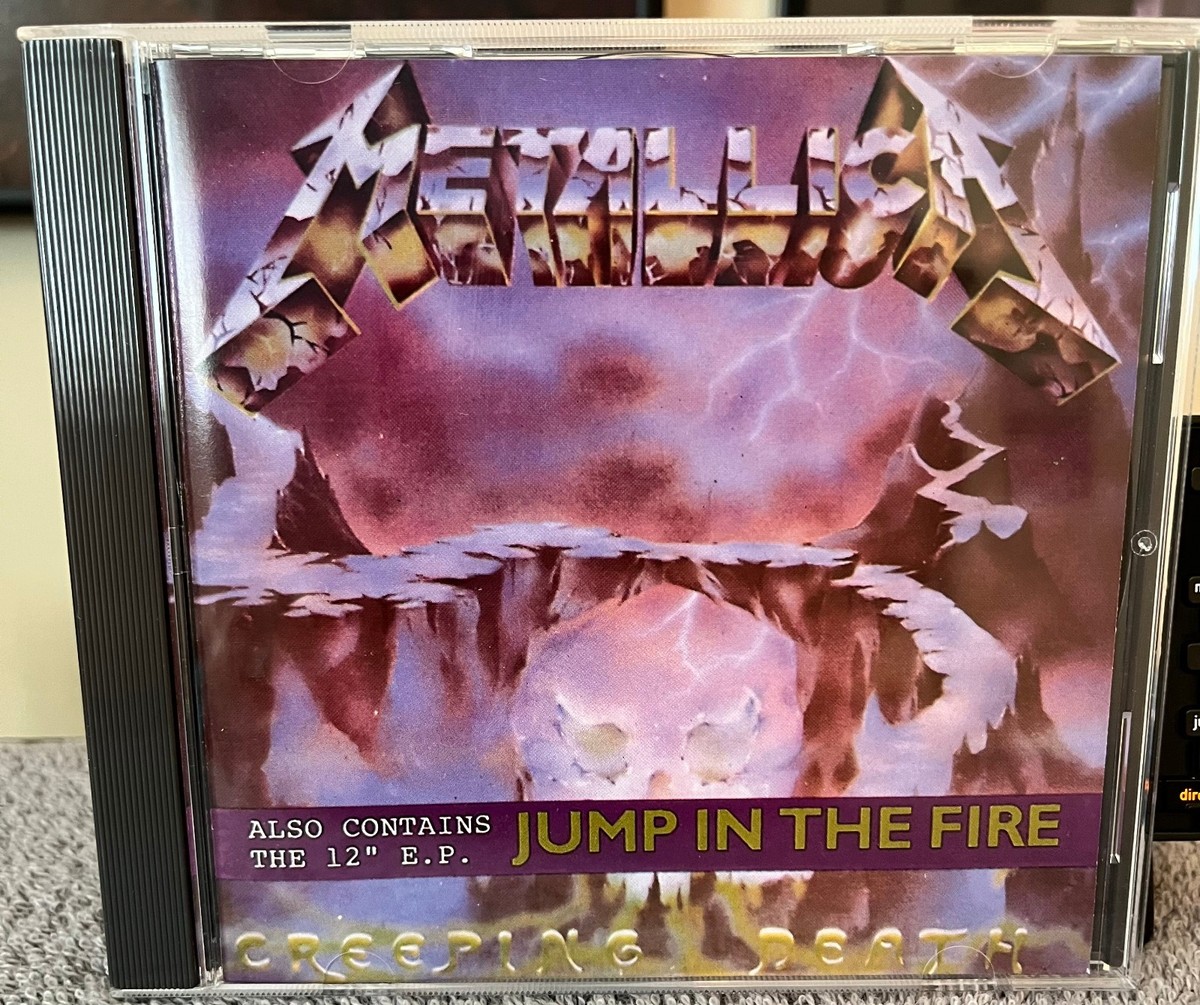 METALLICA
ALSO CONTAINS
THE 12" E.P.
JUMP IN THE FIRE
CREEPING DEATH